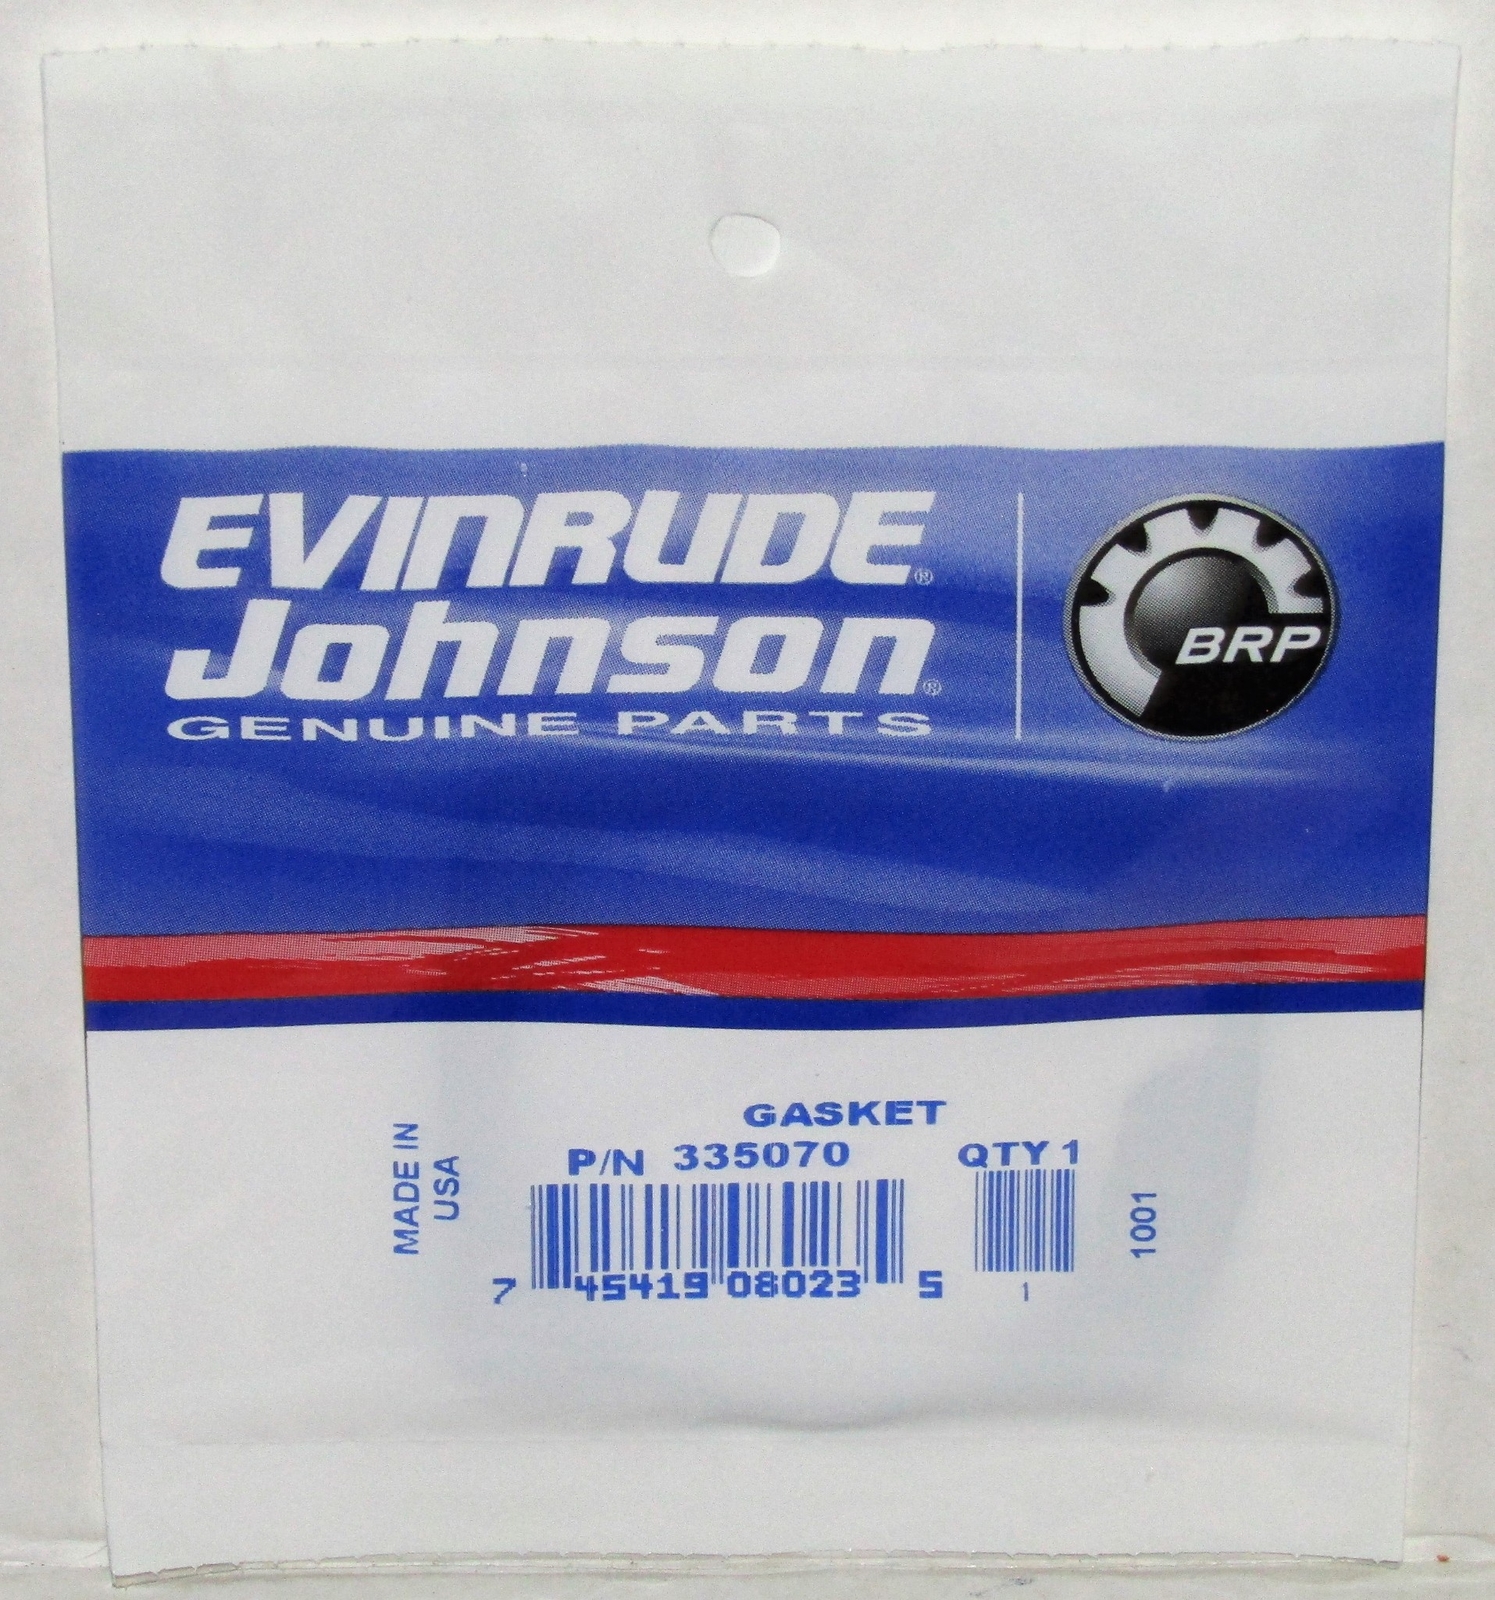 EVINRUDE®
Johnson®
GENUINE PARTS
BRP
GASKET
P/N 335070
QTY 1
MADE IN
USA
7 45419 08023 5
1
1001